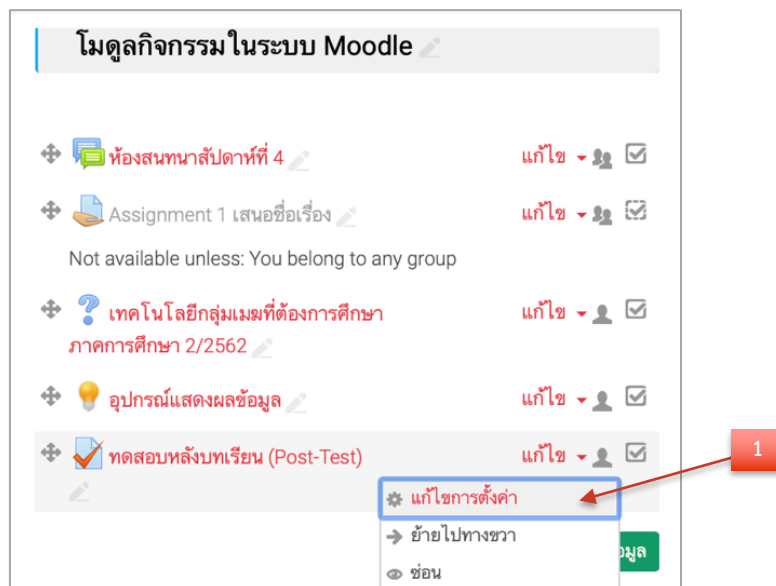 โมดูลกิจกรรมในระบบ Moodle
ห้องสนทนาสัปดาห์ที่ 4 แก้ไข
Assignment 1 เสนอชื่อเรื่อง แก้ไข
Not available unless: You belong to any group
เทคโนโลยีกลุ่มเมฆที่ต้องการศึกษา แก้ไข
ภาคการศึกษา 2/2562
อุปกรณ์แสดงผลข้อมูล แก้ไข
ทดสอบหลังบทเรียน (Post-Test) แก้ไข
1
แก้ไขการตั้งค่า
ย้ายไปทางขวา
ซ่อน